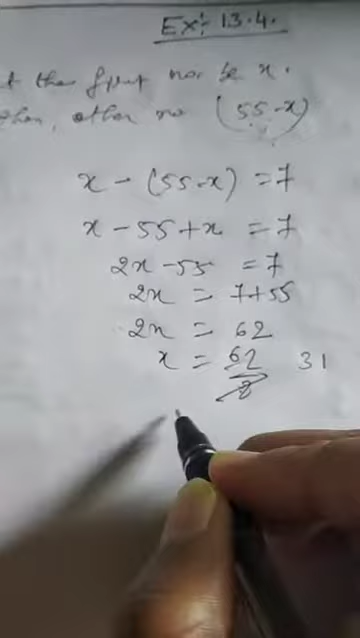 Ex:- 13.4.
t the first no. be x.
then, other no (55-x)
x - (55-x) = 7
x - 55 + x = 7
2x - 55 = 7
2x = 7+55
2x = 62
x = 62/2 31